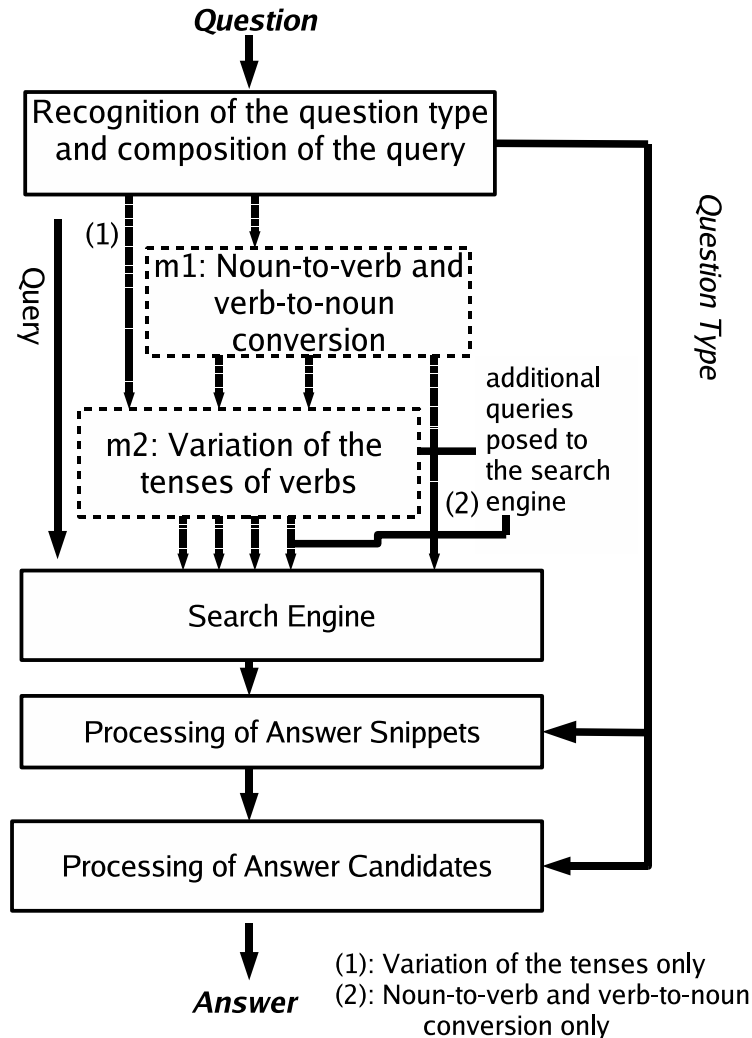 Question
Recognition of the question type
and composition of the query
(1)
Query
Question Type
m1: Noun-to-verb and
verb-to-noun
conversion
additional
queries
posed to
the search
engine
m2: Variation of the
tenses of verbs
(2)
Search Engine
Processing of Answer Snippets
Processing of Answer Candidates
Answer
(1): Variation of the tenses only
(2): Noun-to-verb and verb-to-noun
conversion only